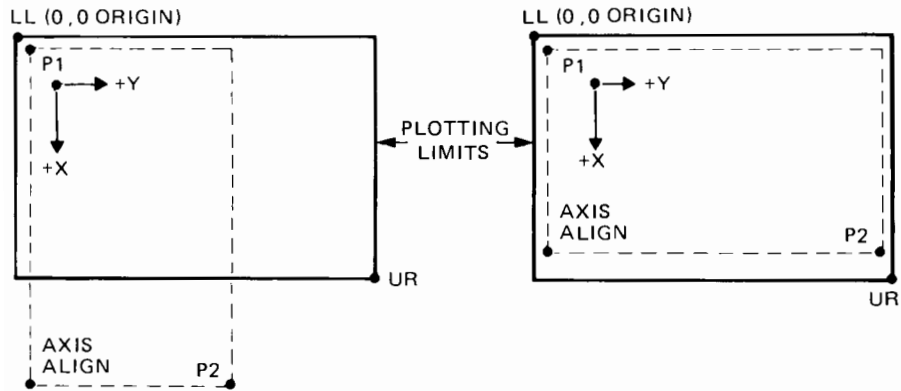 LL (0,0 ORIGIN)
P1
+Y
+X
AXIS
ALIGN
P2
UR
PLOTTING
LIMITS
LL (0,0 ORIGIN)
P1
+Y
+X
AXIS
ALIGN
P2
UR